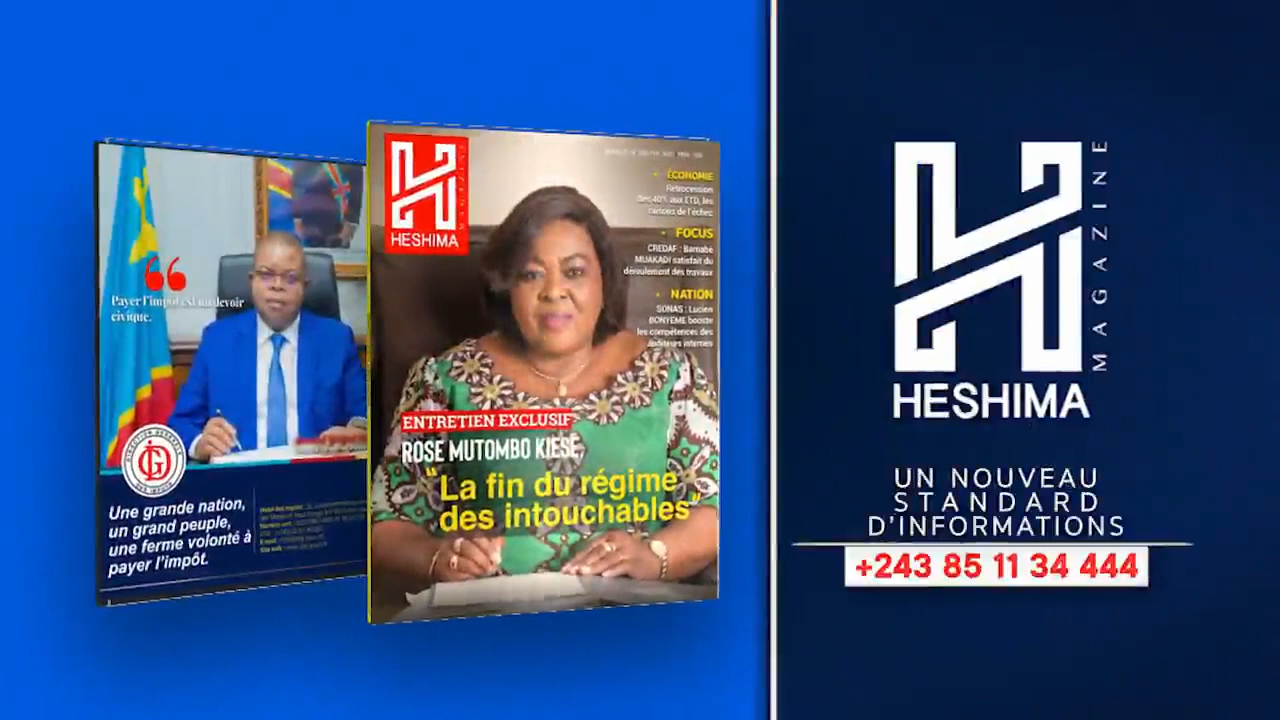 “
Payer l'impôt est un devoir
civique.
Une grande nation,
un grand peuple,
une ferme volonté à
payer l'impôt.
HESHIMA
MAGAZINE
ÉCONOMIE
Retrocession
des 40% aux ETD, les
raisons de l'échec
FOCUS
CREDAF : Barnabé
MUAKADI satisfait du
déroulement des travaux
NATION
SONAS : Lucien
BONYEME booste
les compétences des
auditeurs internes
ENTRETIEN EXCLUSIF
ROSE MUTOMBO KIESE,
“La fin du régime
des intouchables”
MAGAZINE
HESHIMA
UN NOUVEAU
STANDARD
D'INFORMATIONS
+243 85 11 34 444